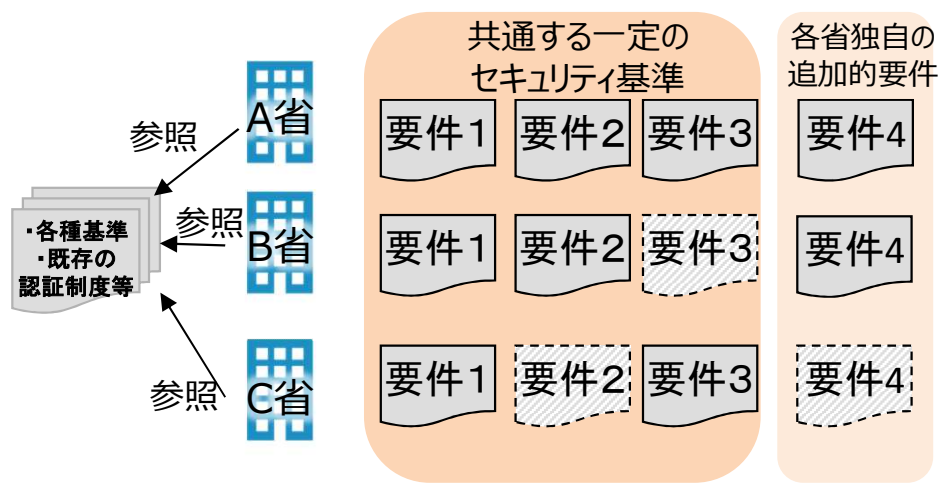 共通する一定の
セキュリティ基準
各省独自の
追加的要件
参照
A省
要件1
要件2
要件3
要件4
・各種基準
・既存の
認証制度等
参照
B省
要件1
要件2
要件3
要件4
参照
C省
要件1
要件2
要件3
要件4